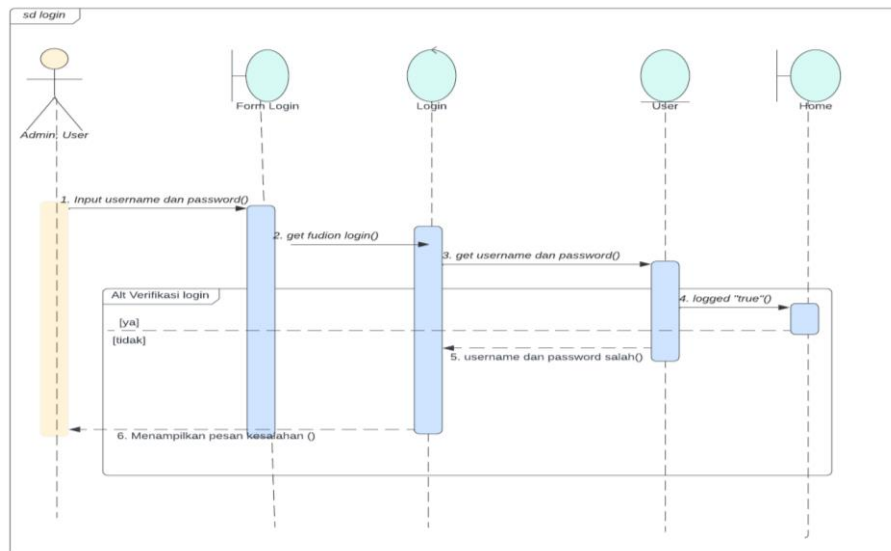 sd login
Admin, User
Form Login
Login
User
Home
1. Input username dan password()
2. get fudion login()
3. get username dan password()
Alt Verifikasi login
4. logged "true"()
[ya]
[tidak]
5. username dan password salah()
6. Menampilkan pesan kesalahan ()